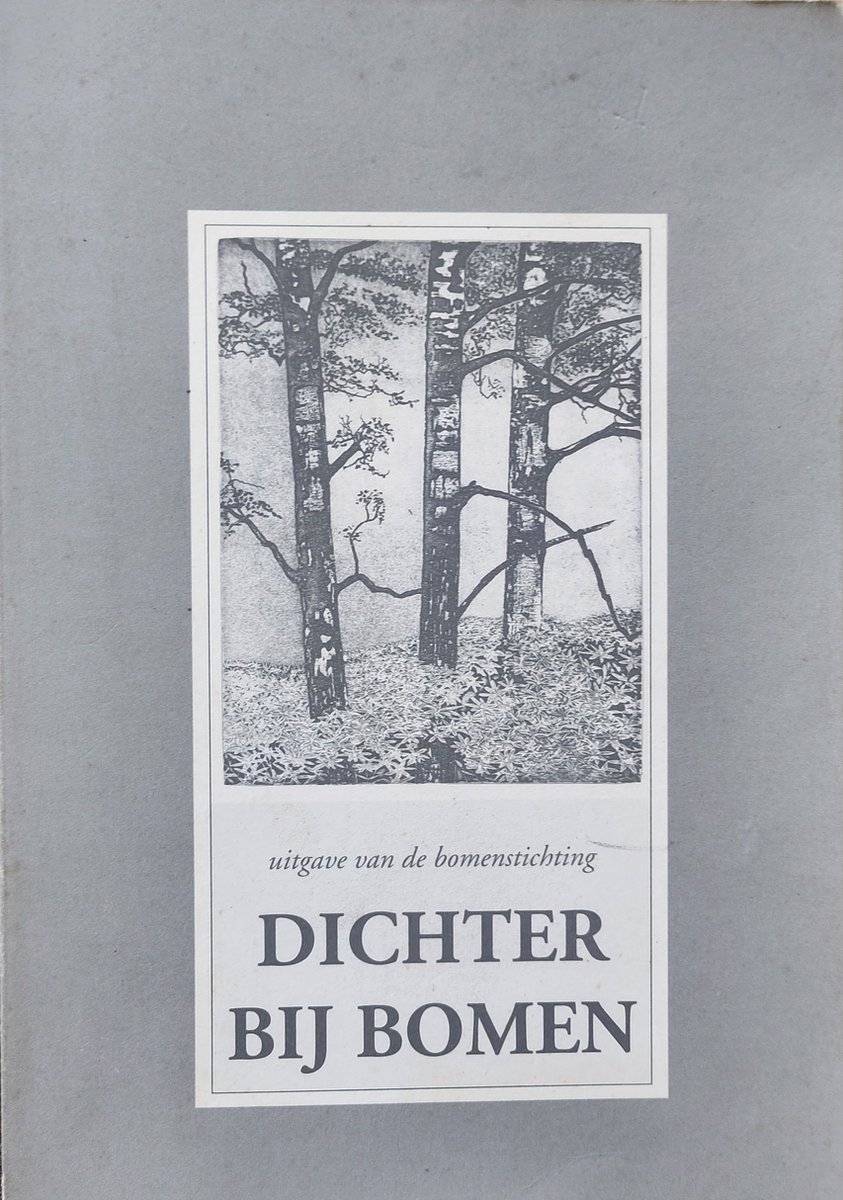 uitgave van de bomenstichting
DICHTER
BIJ BOMEN